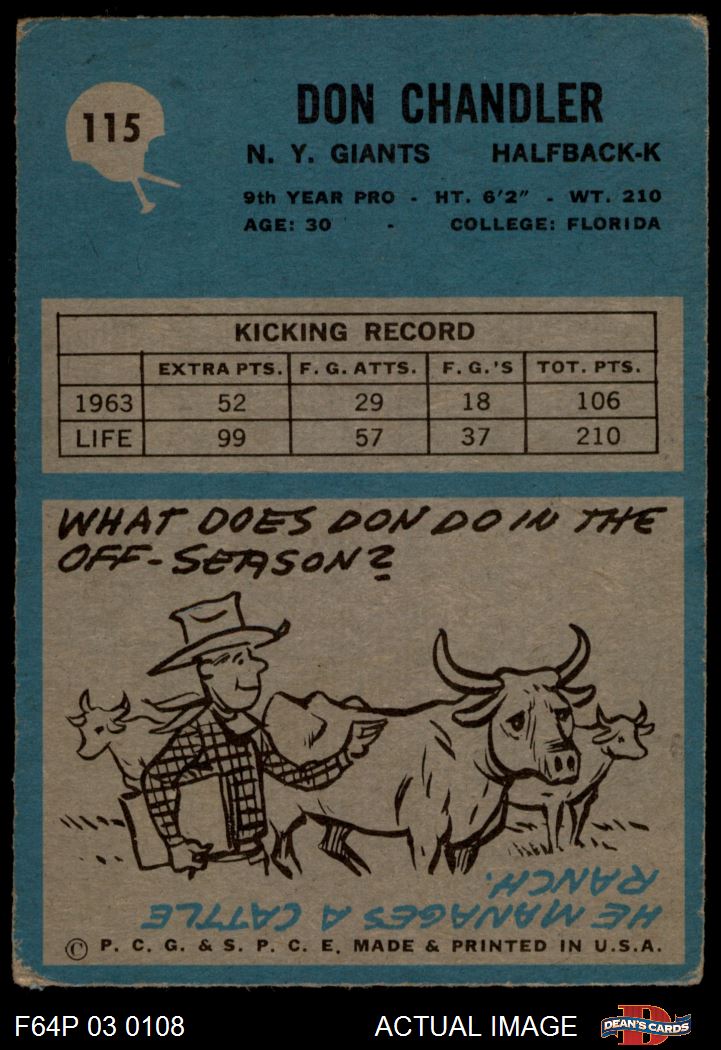 115
DON CHANDLER
N. Y. GIANTS HALFBACK-K
9th YEAR PRO - HT. 6'2" - WT. 210
AGE: 30 - COLLEGE: FLORIDA
KICKING RECORD
EXTRA PTS. F. G. ATTS. F. G.'S TOT. PTS.
1963 52 29 18 106
LIFE 99 57 37 210
WHAT DOES DON DO IN THE
OFF-SEASON?
HE MANAGES A CATTLE
RANCH.
© P. C. G. & S. P. C. E. MADE & PRINTED IN U.S.A.
F64P 03 0108 ACTUAL IMAGE
D
DEAN'S CARDS